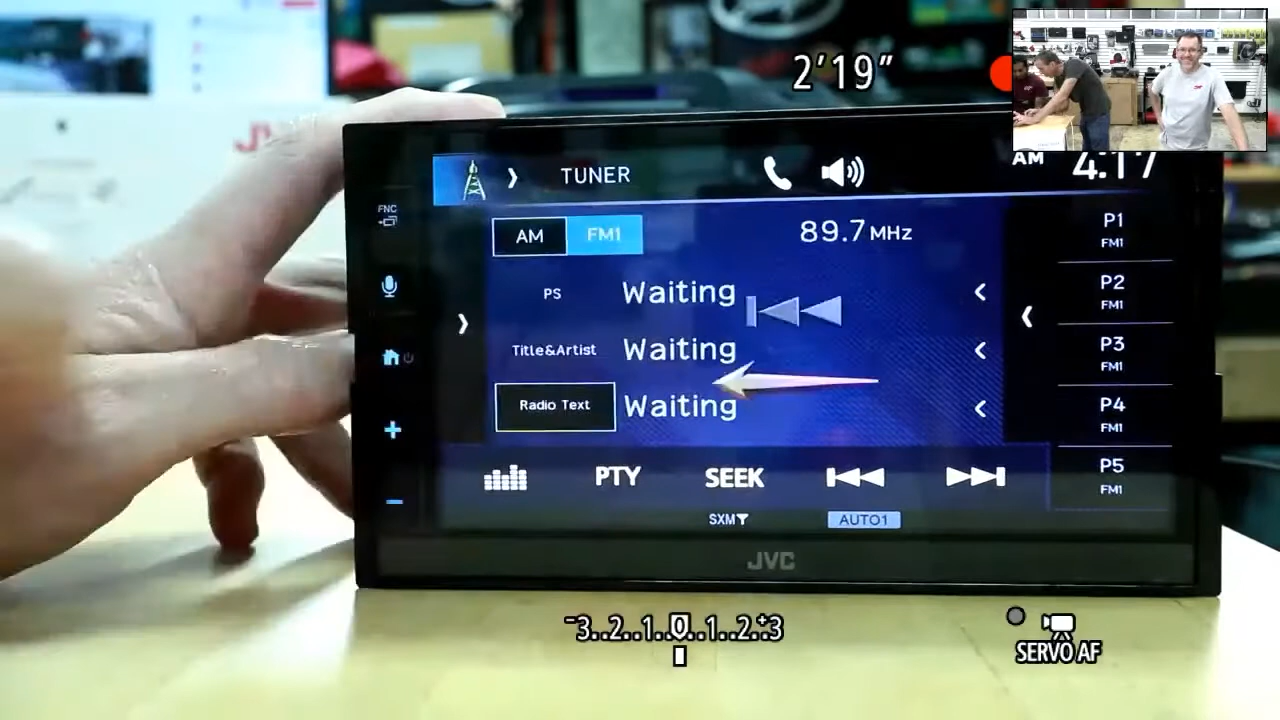 2'19"
AM 4:17
TUNER
FNC
AM FM1 89.7 MHz
PS Waiting
Title&Artist Waiting
Radio Text Waiting
P1
FM1
P2
FM1
P3
FM1
P4
FM1
P5
FM1
PTY SEEK
SXM AUTO1
JVC
-3..2..1..0..1..2.+3
SERVO AF